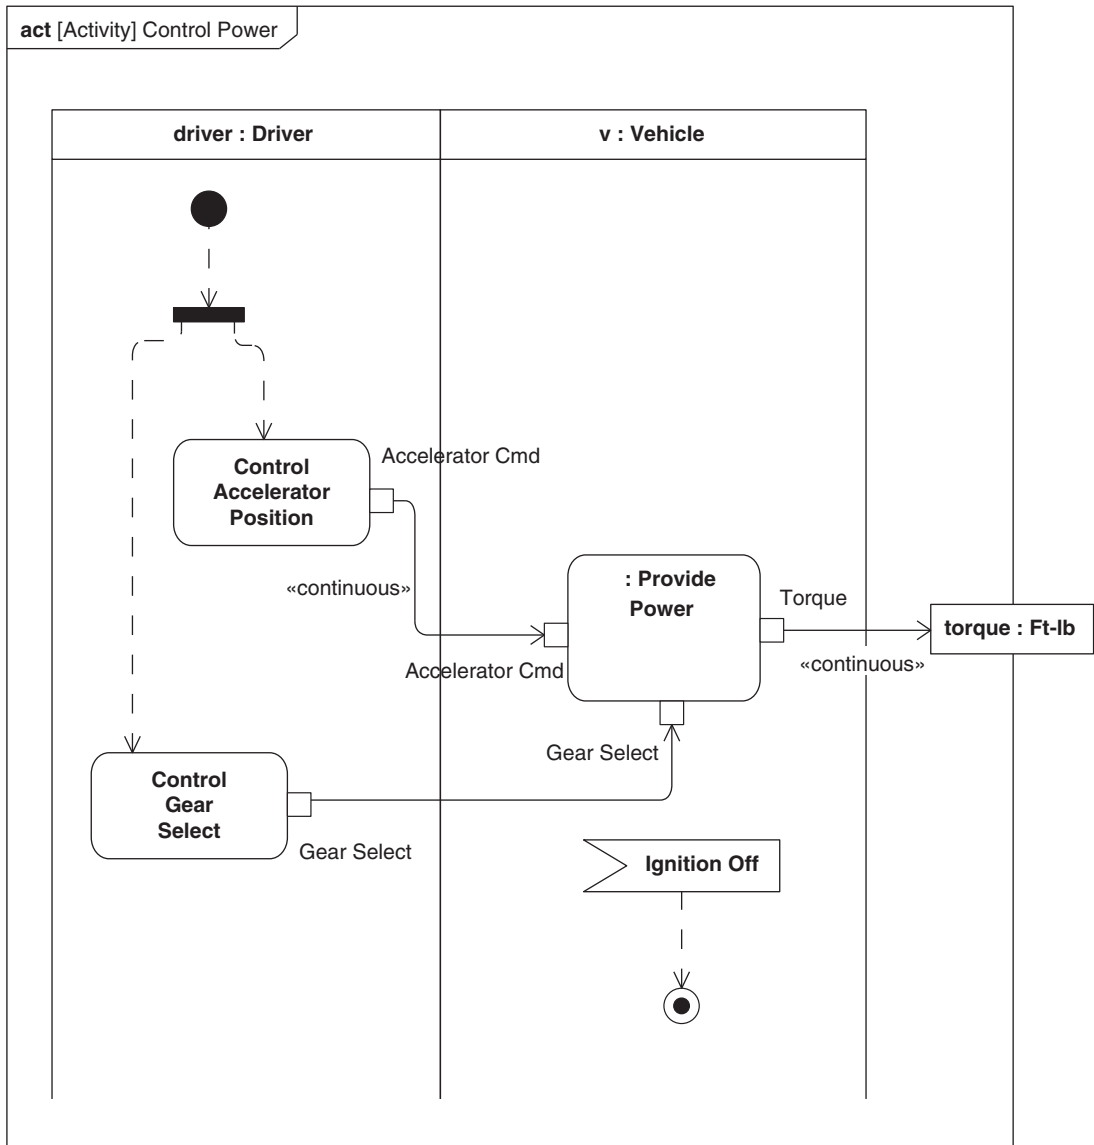 act [Activity] Control Power
driver : Driver
v : Vehicle
Control
Accelerator
Position
Accelerator Cmd
«continuous»
: Provide
Power
Torque
torque : Ft-lb
«continuous»
Accelerator Cmd
Gear Select
Control
Gear
Select
Gear Select
Ignition Off